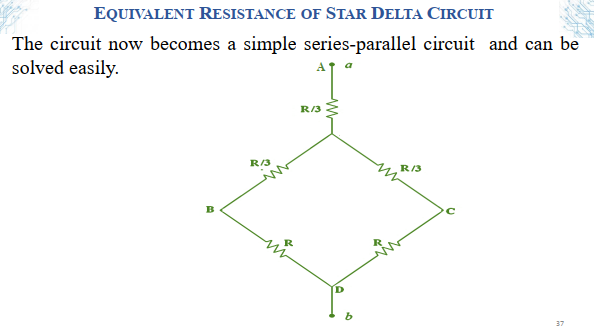 EQUIVALENT RESISTANCE OF STAR DELTA CIRCUIT
The circuit now becomes a simple series-parallel circuit and can be
solved easily.
A a
R/3
R/3
R/3
B
C
R
R
D
b
37